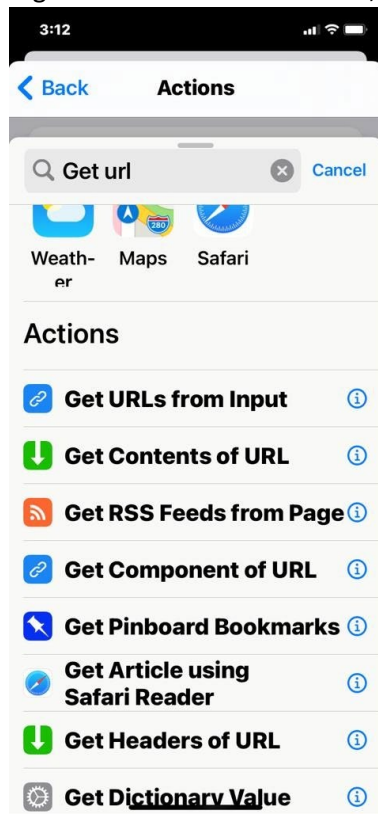 3:12
Back
Actions
Get url
Cancel
Weath-
er
Maps
280
Safari
Actions
Get URLs from Input
Get Contents of URL
Get RSS Feeds from Page
Get Component of URL
Get Pinboard Bookmarks
Get Article using
Safari Reader
Get Headers of URL
Get Dictionary Value